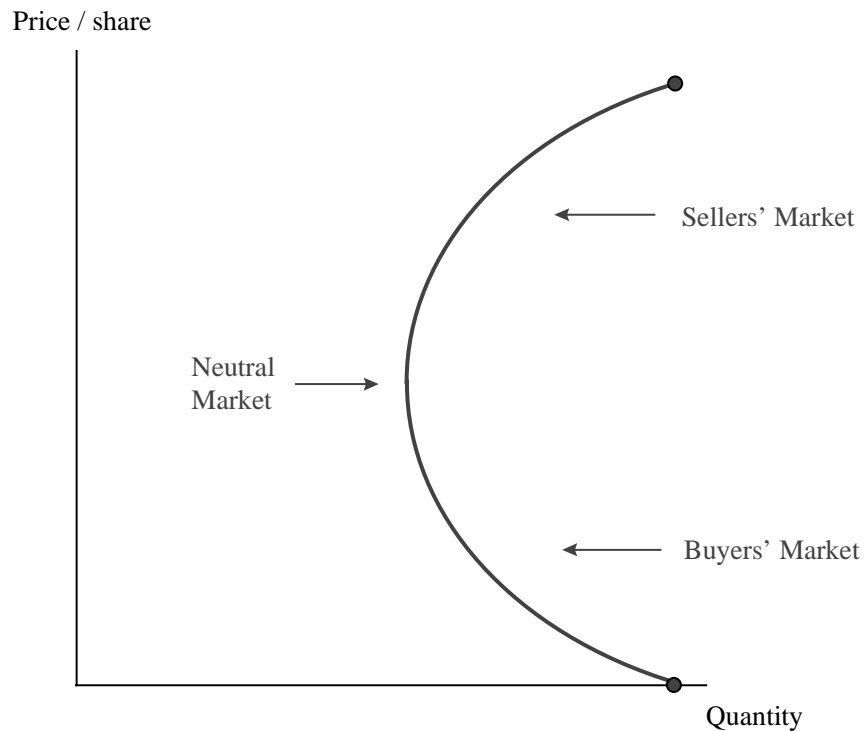 Price / share
Sellers’ Market
Neutral
Market
Buyers’ Market
Quantity